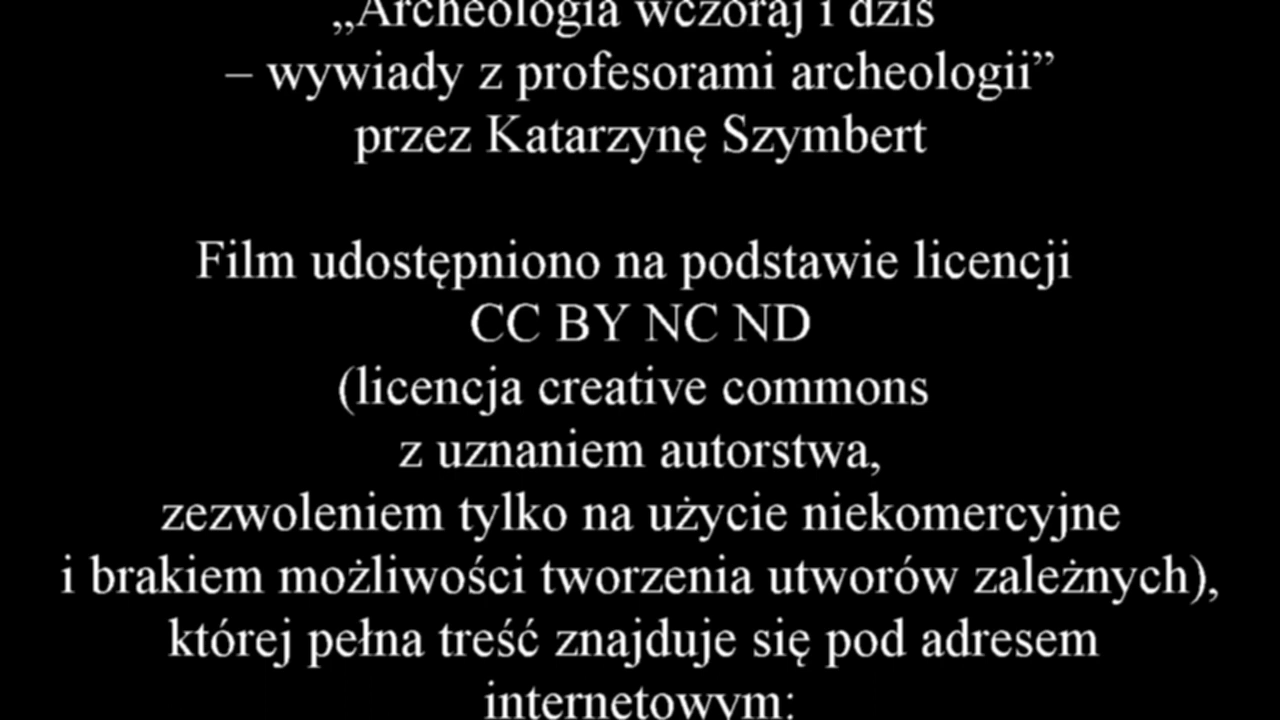 „Archeologia wczoraj i dziś
– wywiady z profesorami archeologii”
przez Katarzynę Szymbert
Film udostępniono na podstawie licencji
CC BY NC ND
(licencja creative commons
z uznaniem autorstwa,
zezwoleniem tylko na użycie niekomercyjne
i brakiem możliwości tworzenia utworów zależnych),
której pełna treść znajduje się pod adresem
internetowym: